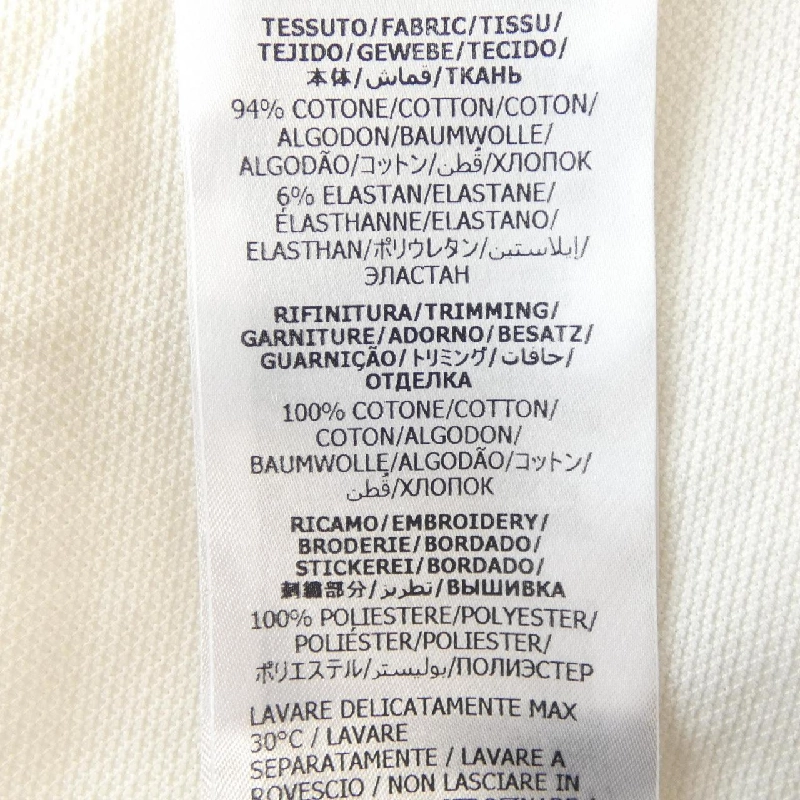 TESSUTO/FABRIC/TISSU/
TEJIDO/GEWEBE/TECIDO/
本体/قماش/ТКАНЬ
94% COTONE/COTTON/COTON/
ALGODON/BAUMWOLLE/
ALGODÃO/コットン/قُطن/ХЛОПОК
6% ELASTAN/ELASTANE/
ÉLASTHANNE/ELASTANO/
ELASTHAN/ポリウレタン/إيلاستين/
ЭЛАСТАН
RIFINITURA/TRIMMING/
GARNITURE/ADORNO/BESATZ/
GUARNIÇÃO/トリミング/حافات/
ОТДЕЛКА
100% COTONE/COTTON/
COTON/ALGODON/
BAUMWOLLE/ALGODÃO/コットン/
قُطن/ХЛОПОК
RICAMO/EMBROIDERY/
BRODERIE/BORDADO/
STICKEREI/BORDADO/
刺繍部分/تطريز/ВЫШИВКА
100% POLIESTERE/POLYESTER/
POLIÉSTER/POLIESTER/
ポリエステル/بوليستر/ПОЛИЭСТЕР
LAVARE DELICATAMENTE MAX
30°C / LAVARE
SEPARATAMENTE / LAVARE A
ROVESCIO / NON LASCIARE IN